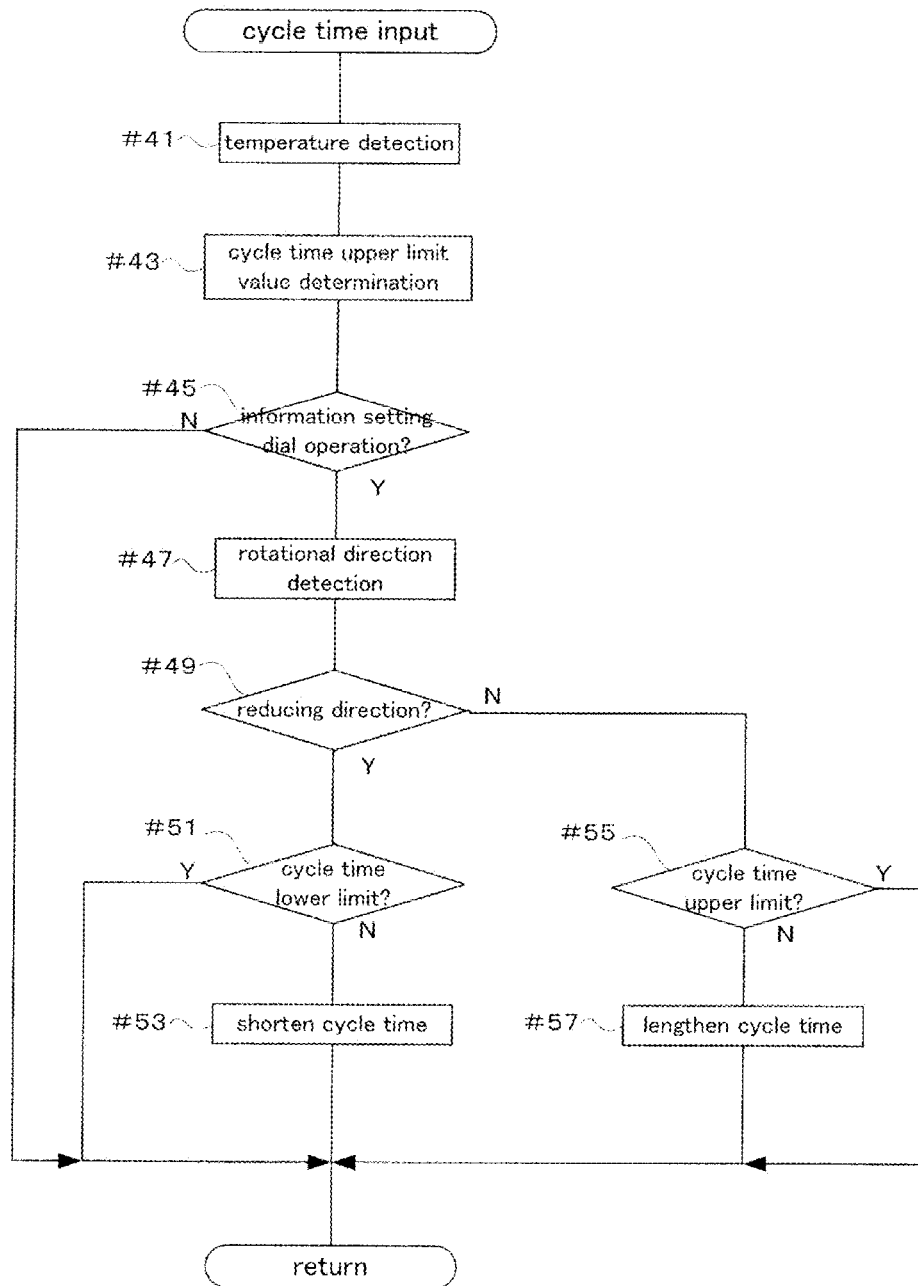 cycle time input
#41
temperature detection
#43
cycle time upper limit
value determination
#45
N
information setting
dial operation?
Y
#47
rotational direction
detection
#49
reducing direction?
N
Y
#51
Y
cycle time
lower limit?
N
#55
cycle time
upper limit?
Y
N
#53
shorten cycle time
#57
lengthen cycle time
return